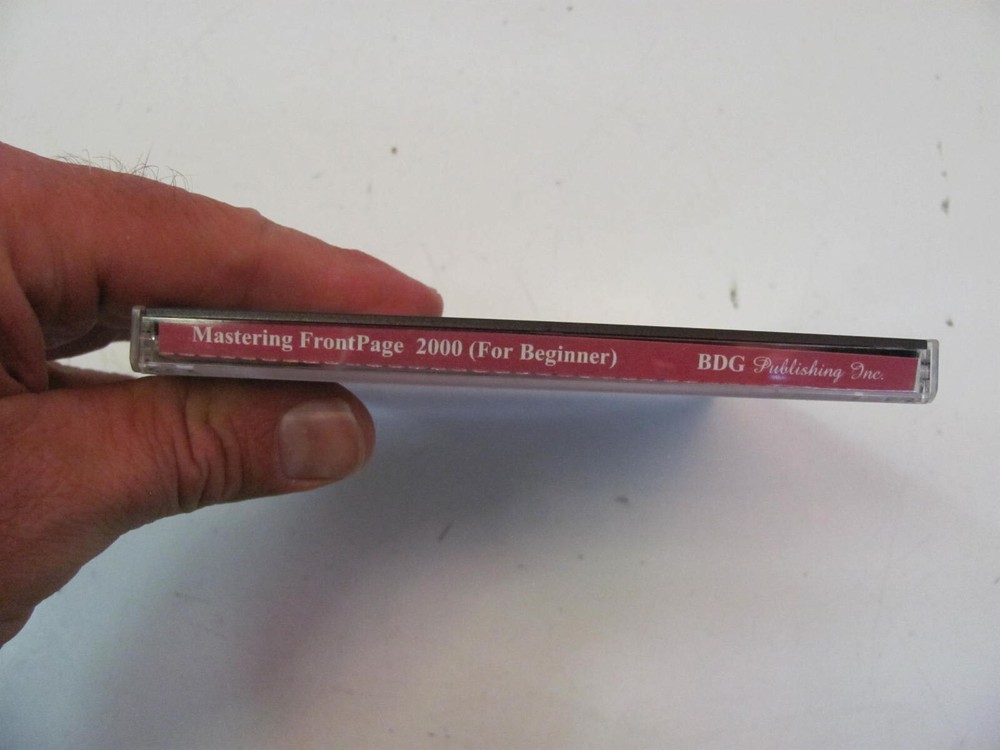 Mastering FrontPage 2000 (For Beginner) BDG Publishing Inc.